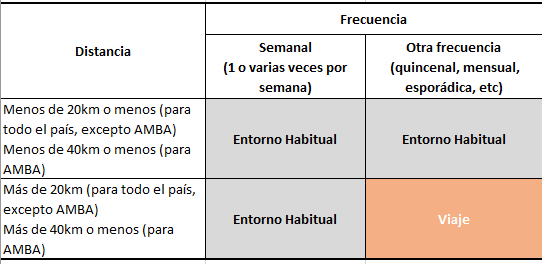 Distancia
Frecuencia
Semanal
(1 o varias veces por
semana)
Otra frecuencia
(quincenal, mensual,
esporádica, etc)
Menos de 20km o menos (para
todo el país, excepto AMBA)
Menos de 40km o menos (para
AMBA)
Entorno Habitual
Entorno Habitual
Más de 20km (para todo el país,
excepto AMBA)
Más de 40km o menos (para
AMBA)
Entorno Habitual
Viaje